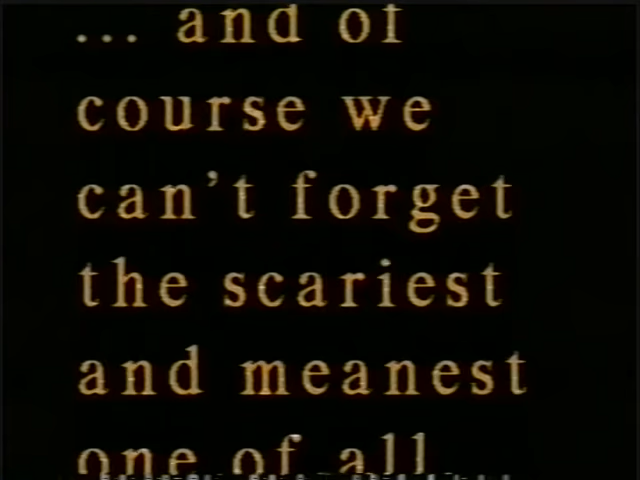 ... and of
course we
can't forget
the scariest
and meanest
one of all